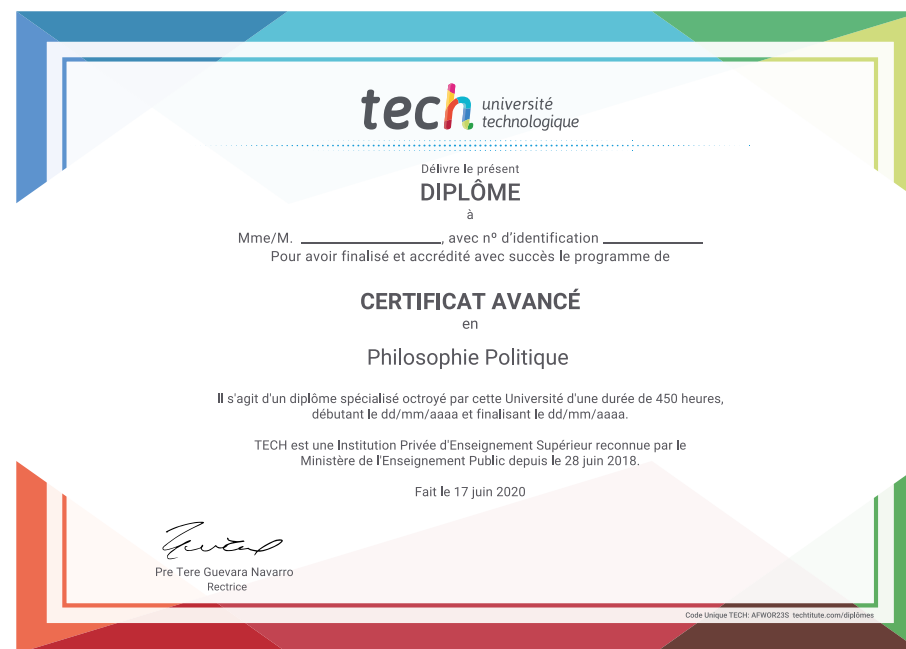 tech université
technologique
Délivre le présent
DIPLÔME
à
Mme/M. ____________________, avec nº d'identification ______________
Pour avoir finalisé et accrédité avec succès le programme de
CERTIFICAT AVANCÉ
en
Philosophie Politique
Il s'agit d'un diplôme spécialisé octroyé par cette Université d'une durée de 450 heures,
débutant le dd/mm/aaaa et finalisant le dd/mm/aaaa.
TECH est une Institution Privée d'Enseignement Supérieur reconnue par le
Ministère de l'Enseignement Public depuis le 28 juin 2018.
Fait le 17 juin 2020
Pre Tere Guevara Navarro
Rectrice
Code Unique TECH: AFWOR23S techtitute.com/diplômes